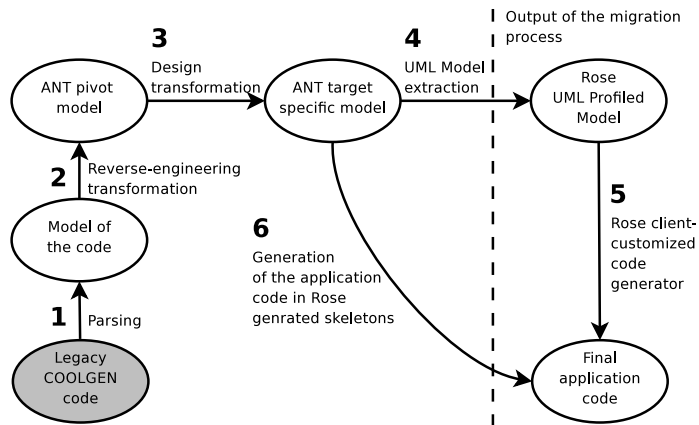 Output of the migration
process
3
Design
transformation
4
UML Model
extraction
ANT pivot
model
ANT target
specific model
Rose
UML Profiled
Model
2
Reverse-engineering
transformation
5
Rose client-
customized
code
generator
Model of
the code
6
Generation
of the application
code in Rose
genrated skeletons
1
Parsing
Legacy
COOLGEN
code
Final
application
code